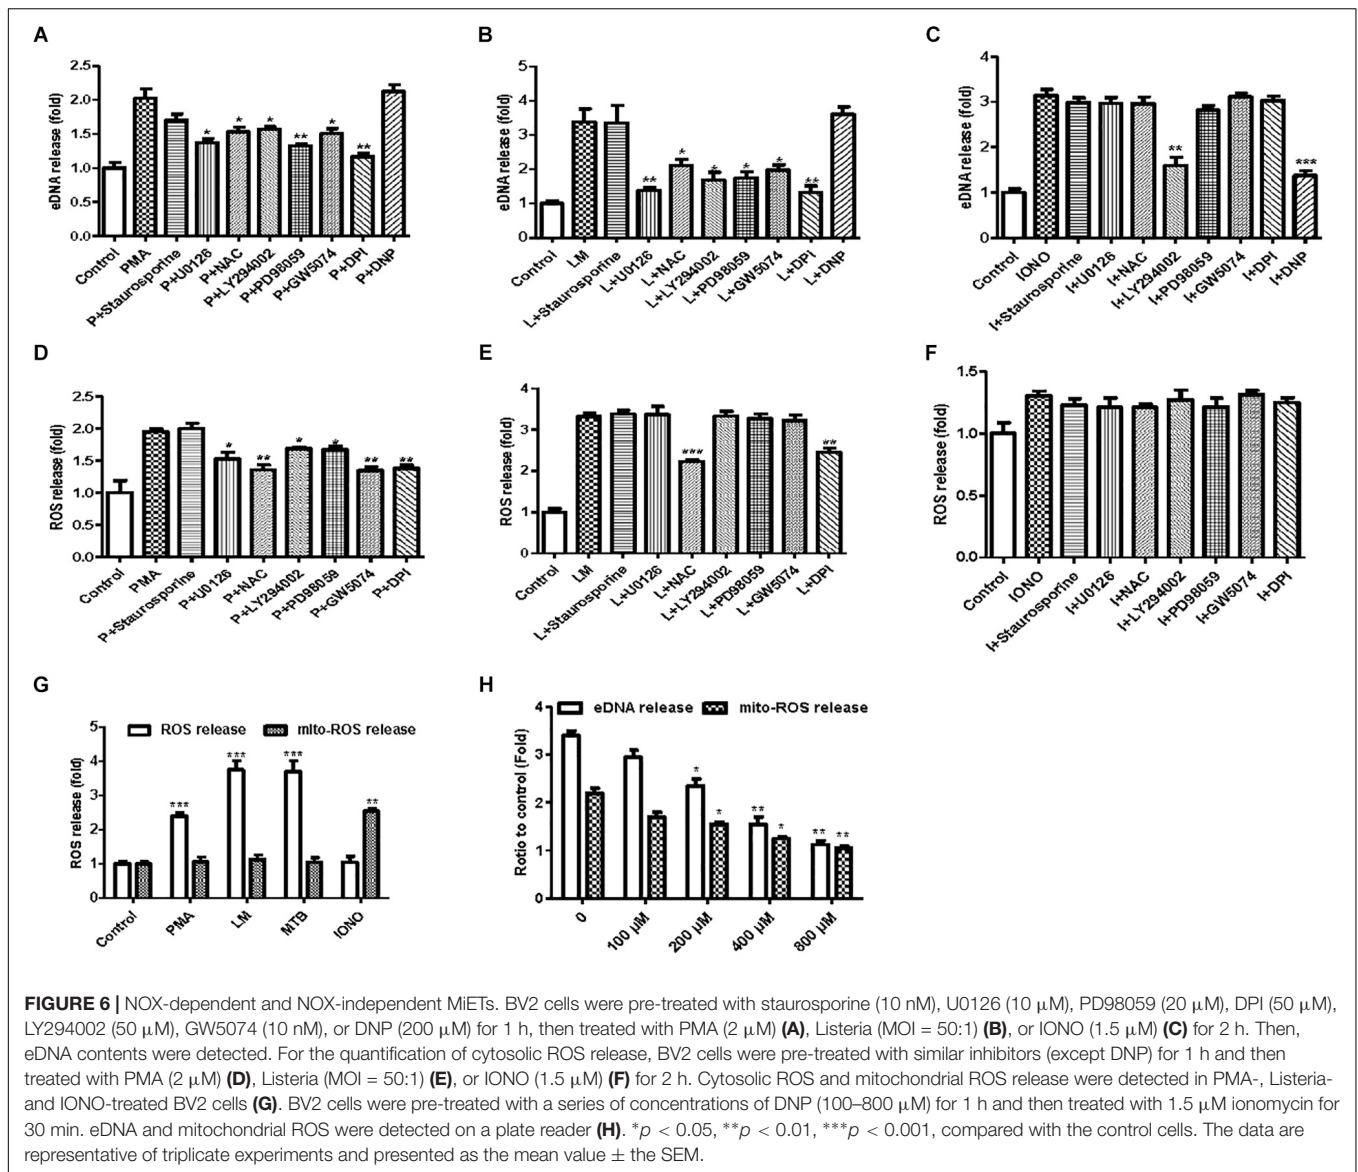 A
eDNA release (fold)
2.5
2.0
1.5
1.0
0.5
0.0
* * * ** * **
Control
PMA
P+Staurosporine
P+U0126
P+NAC
P+LY294002
P+PD98059
P+GW5074
P+DPI
P+DNP
B
eDNA release (fold)
5
4
3
2
1
0
** * * * * **
Control
LM
L+Staurosporine
L+U0126
L+NAC
L+LY294002
L+PD98059
L+GW5074
L+DPI
L+DNP
C
eDNA release (fold)
4
3
2
1
0
** ***
Control
IONO
I+Staurosporine
I+U0126
I+NAC
I+LY294002
I+PD98059
I+GW5074
I+DPI
I+DNP
D
ROS release (fold)
2.5
2.0
1.5
1.0
0.5
0.0
* ** * * ** **
Control
PMA
P+Staurosporine
P+U0126
P+NAC
P+LY294002
P+PD98059
P+GW5074
P+DPI
E
ROS release (fold)
4
3
2
1
0
*** **
Control
LM
L+Staurosporine
L+U0126
L+NAC
L+LY294002
L+PD98059
L+GW5074
L+DPI
F
ROS release (fold)
1.5
1.0
0.5
0.0
Control
IONO
I+Staurosporine
I+U0126
I+NAC
I+LY294002
I+PD98059
I+GW5074
I+DPI
G
ROS release (fold)
ROS release mito-ROS release
5
4
3
2
1
0
*** *** *** **
Control
PMA
LM
MTB
IONO
H
Rotio to control (Fold)
eDNA release mito-ROS release
4
3
2
1
0
* * ** * ** **
0
100 µM
200 µM
400 µM
800 µM
FIGURE 6 | NOX-dependent and NOX-independent MiETs. BV2 cells were pre-treated with staurosporine (10 nM), U0126 (10 µM), PD98059 (20 µM), DPI (50 µM),
LY294002 (50 µM), GW5074 (10 nM), or DNP (200 µM) for 1 h, then treated with PMA (2 µM) (A), Listeria (MOI = 50:1) (B), or IONO (1.5 µM) (C) for 2 h. Then,
eDNA contents were detected. For the quantification of cytosolic ROS release, BV2 cells were pre-treated with similar inhibitors (except DNP) for 1 h and then
treated with PMA (2 µM) (D), Listeria (MOI = 50:1) (E), or IONO (1.5 µM) (F) for 2 h. Cytosolic ROS and mitochondrial ROS release were detected in PMA-, Listeria-
and IONO-treated BV2 cells (G). BV2 cells were pre-treated with a series of concentrations of DNP (100–800 µM) for 1 h and then treated with 1.5 µM ionomycin for
30 min. eDNA and mitochondrial ROS were detected on a plate reader (H). *p < 0.05, **p < 0.01, ***p < 0.001, compared with the control cells. The data are
representative of triplicate experiments and presented as the mean value ± the SEM.